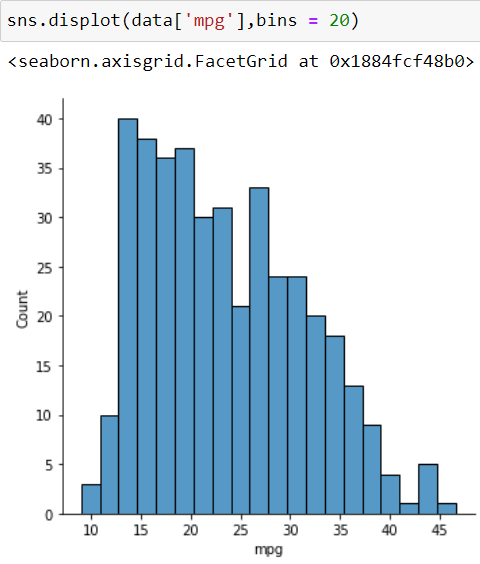 sns.displot(data['mpg'],bins = 20)
<seaborn.axisgrid.FacetGrid at 0x1884fcf48b0>
40
35
30
25
20
15
10
5
0
Count
10 15 20 25 30 35 40 45
mpg